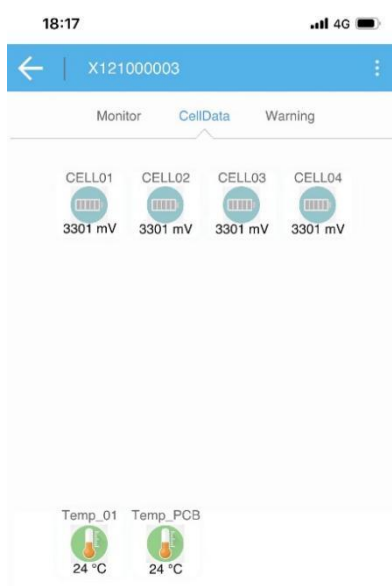 18:17 4G
X121000003
Monitor CellData Warning
CELL01 CELL02 CELL03 CELL04
3301 mV 3301 mV 3301 mV 3301 mV
Temp_01 Temp_PCB
24 °C 24 °C